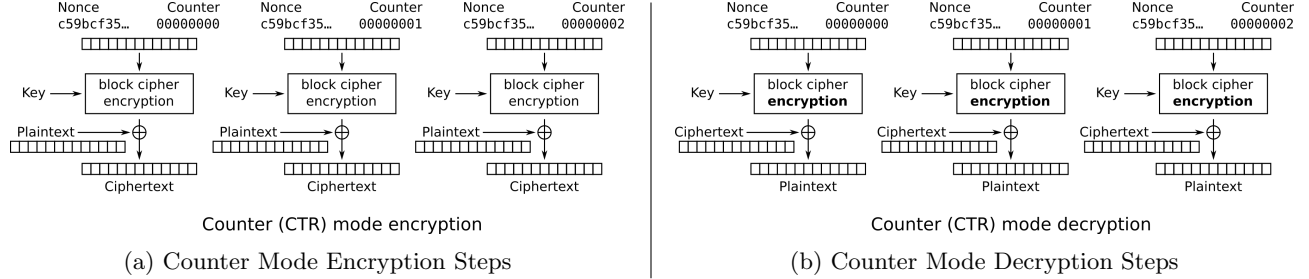 Nonce Counter Nonce Counter Nonce Counter
c59bcf35… 00000000 c59bcf35… 00000001 c59bcf35… 00000002
Key block cipher encryption Key block cipher encryption Key block cipher encryption
Plaintext Plaintext Plaintext
Ciphertext Ciphertext Ciphertext
Counter (CTR) mode encryption
(a) Counter Mode Encryption Steps
Nonce Counter Nonce Counter Nonce Counter
c59bcf35… 00000000 c59bcf35… 00000001 c59bcf35… 00000002
Key block cipher encryption Key block cipher encryption Key block cipher encryption
Ciphertext Ciphertext Ciphertext
Plaintext Plaintext Plaintext
Counter (CTR) mode decryption
(b) Counter Mode Decryption Steps